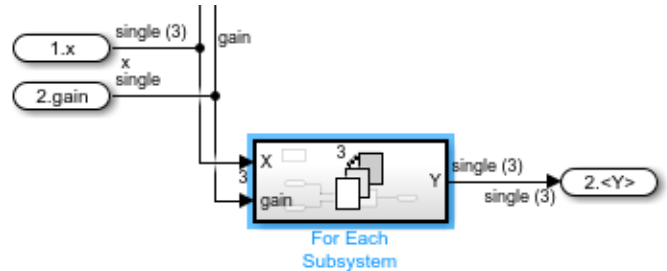 single (3)
gain
1.x
x
single
2.gain
3
X
3
single (3)
Y
gain
single (3)
2.<Y>
For Each
Subsystem